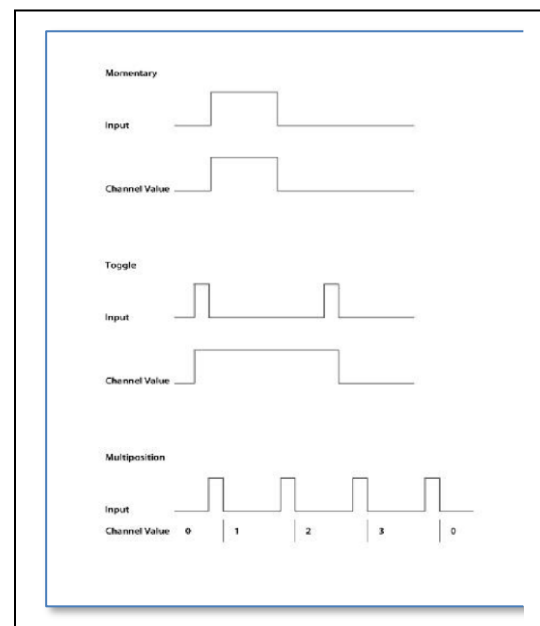 Momentary
Input
Channel Value
Toggle
Input
Channel Value
Multiposition
Input
Channel Value 0 1 2 3 0